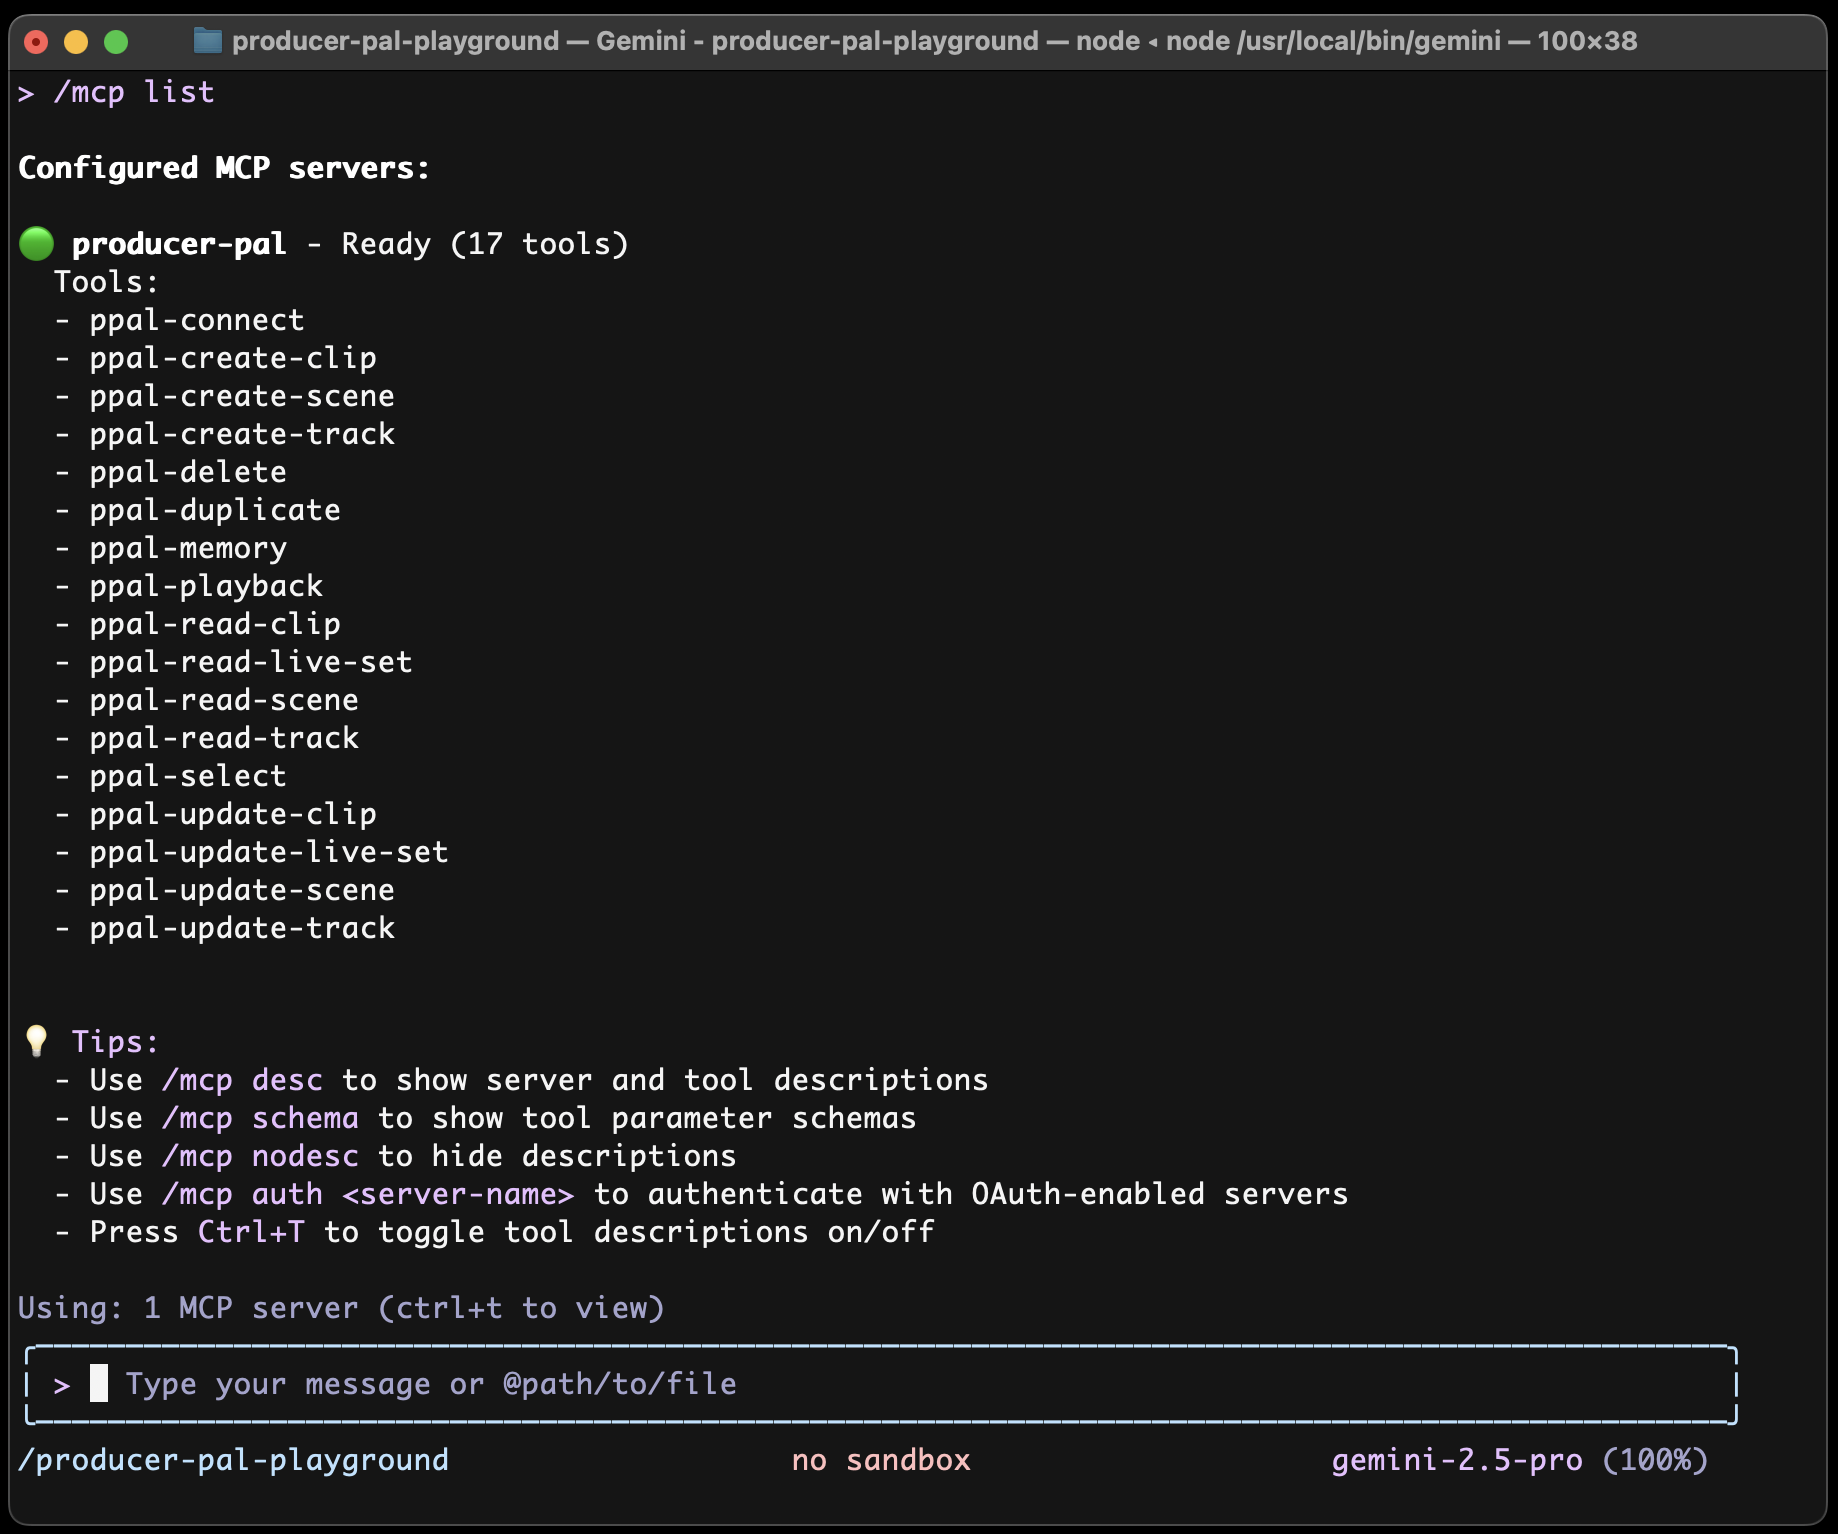 producer-pal-playground — Gemini - producer-pal-playground — node ◂ node /usr/local/bin/gemini — 100×38
> /mcp list
Configured MCP servers:
producer-pal - Ready (17 tools)
Tools:
- ppal-connect
- ppal-create-clip
- ppal-create-scene
- ppal-create-track
- ppal-delete
- ppal-duplicate
- ppal-memory
- ppal-playback
- ppal-read-clip
- ppal-read-live-set
- ppal-read-scene
- ppal-read-track
- ppal-select
- ppal-update-clip
- ppal-update-live-set
- ppal-update-scene
- ppal-update-track
💡 Tips:
- Use /mcp desc to show server and tool descriptions
- Use /mcp schema to show tool parameter schemas
- Use /mcp nodesc to hide descriptions
- Use /mcp auth <server-name> to authenticate with OAuth-enabled servers
- Press Ctrl+T to toggle tool descriptions on/off
Using: 1 MCP server (ctrl+t to view)
> Type your message or @path/to/file
/producer-pal-playground no sandbox gemini-2.5-pro (100%)